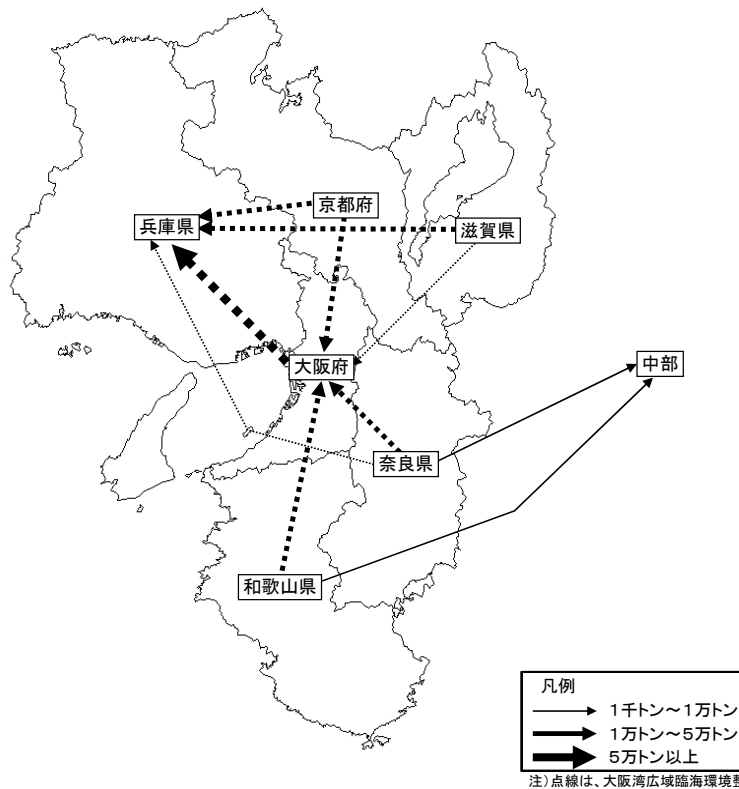 京都府
兵庫県
滋賀県
大阪府
中部
奈良県
和歌山県
凡例
1千トン～1万トン
1万トン～5万トン
5万トン以上
注)点線は、大阪湾広域臨海環境整